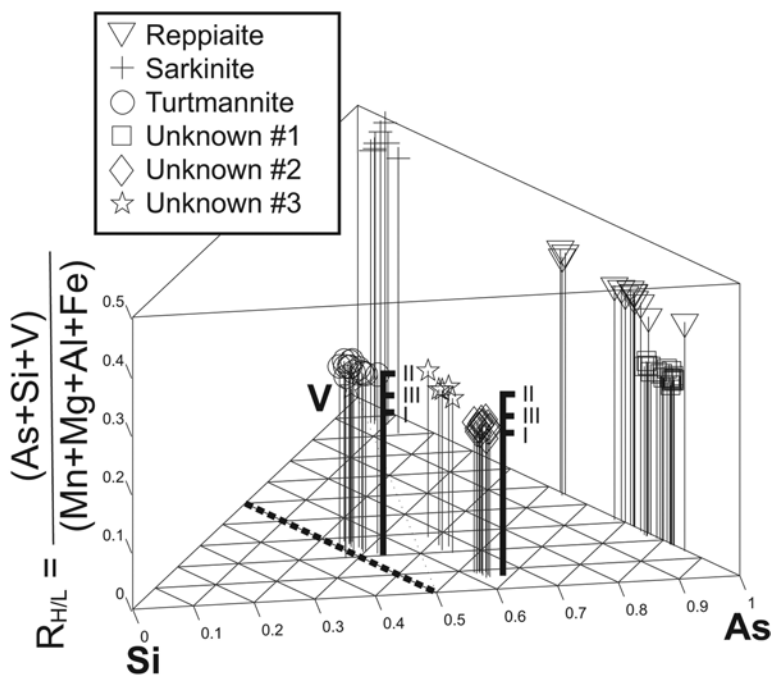 Reppiaite
Sarkinite
Turtmannite
Unknown #1
Unknown #2
Unknown #3
R_H/L = (As+Si+V)
(Mn+Mg+Al+Fe)
0.5
0.4
0.3
0.2
0.1
0
V
II
III
I
II
III
I
0
0.1
0.2
0.3
0.4
0.5
0.6
0.7
0.8
0.9
1
Si
As